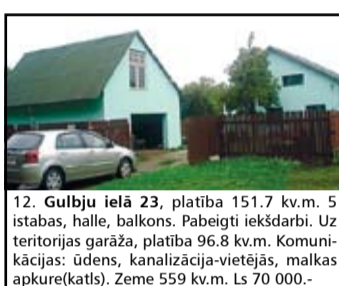 12. Gulbju ielā 23, platība 151.7 kv.m. 5
istabas, halle, balkons. Pabeigti iekšdarbi. Uz
teritorijas garāža, platība 96.8 kv.m. Komuni-
kācijas: ūdens, kanalizācija-vietējās, malkas
apkure(katls). Zeme 559 kv.m. Ls 70 000.-